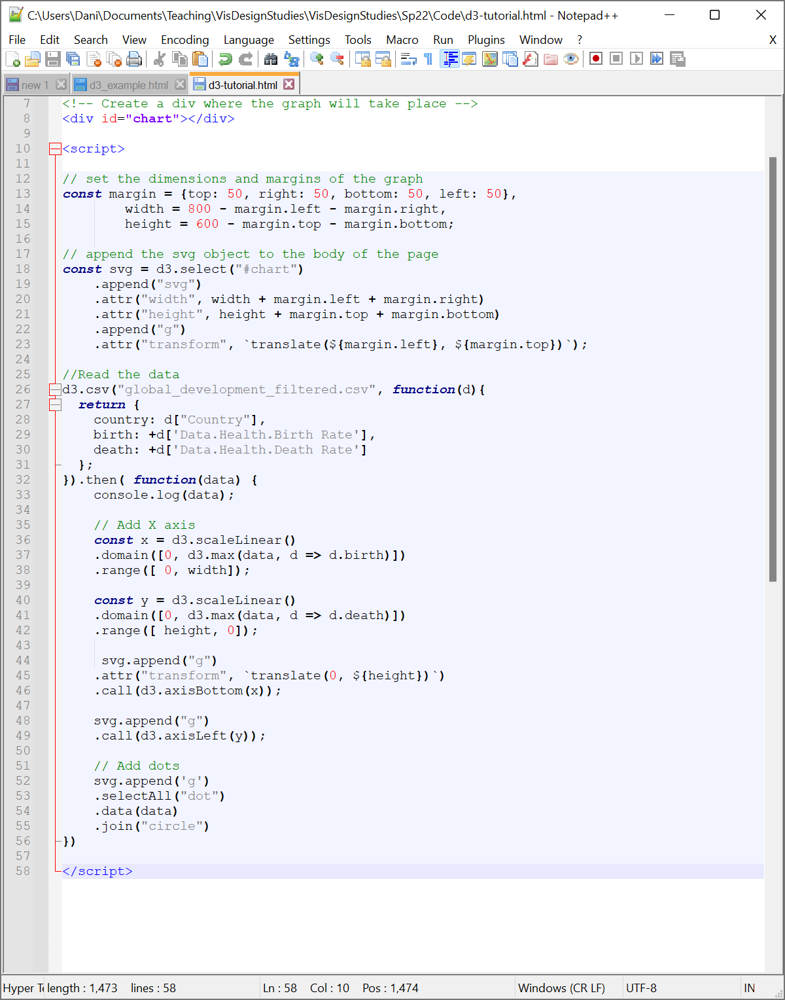 C:\Users\Dani\Documents\Teaching\VisDesignStudies\VisDesignStudies\Sp22\Code\d3-tutorial.html - Notepad++
File Edit Search View Encoding Language Settings Tools Macro Run Plugins Window ? X
new 1 d3_example.html d3-tutorial.html
7 <!-- Create a div where the graph will take place -->
8 <div id="chart"></div>
9
10 <script>
11
12 // set the dimensions and margins of the graph
13 const margin = {top: 50, right: 50, bottom: 50, left: 50},
14 width = 800 - margin.left - margin.right,
15 height = 600 - margin.top - margin.bottom;
16
17 // append the svg object to the body of the page
18 const svg = d3.select("#chart")
19 .append("svg")
20 .attr("width", width + margin.left + margin.right)
21 .attr("height", height + margin.top + margin.bottom)
22 .append("g")
23 .attr("transform", `translate(${margin.left}, ${margin.top})`);
24
25 //Read the data
26 d3.csv("global_development_filtered.csv", function(d){
27 return {
28 country: d["Country"],
29 birth: +d['Data.Health.Birth Rate'],
30 death: +d['Data.Health.Death Rate']
31 };
32 }).then( function(data) {
33 console.log(data);
34
35 // Add X axis
36 const x = d3.scaleLinear()
37 .domain([0, d3.max(data, d => d.birth)])
38 .range([ 0, width]);
39
40 const y = d3.scaleLinear()
41 .domain([0, d3.max(data, d => d.death)])
42 .range([ height, 0]);
43
44 svg.append("g")
45 .attr("transform", `translate(0, ${height})`)
46 .call(d3.axisBottom(x));
47
48 svg.append("g")
49 .call(d3.axisLeft(y));
50
51 // Add dots
52 svg.append('g')
53 .selectAll("dot")
54 .data(data)
55 .join("circle")
56 })
57
58 </script>
Hyper Te length : 1,473 lines : 58 Ln : 58 Col : 10 Pos : 1,474 Windows (CR LF) UTF-8 IN